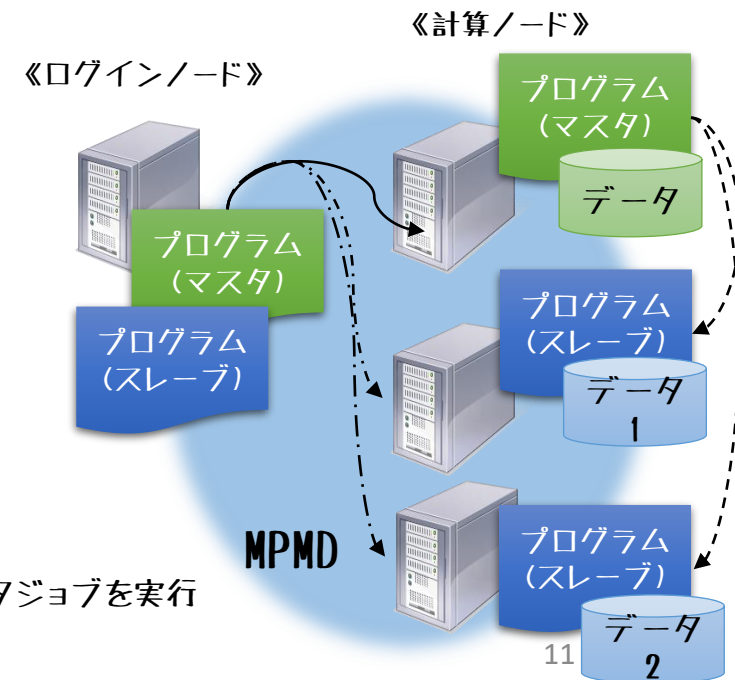 《計算ノード》
《ログインノード》
プログラム
(マスタ)
データ
プログラム
(マスタ)
プログラム
(スレーブ)
プログラム
(スレーブ)
データ
1
MPMD
プログラム
(スレーブ)
タジョブを実行
データ
2
11